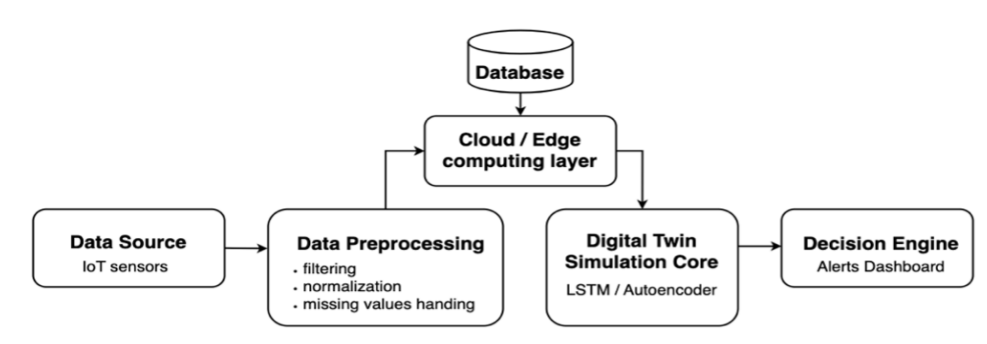 Database
Cloud / Edge
computing layer
Data Source
IoT sensors
Data Preprocessing
• filtering
• normalization
• missing values handing
Digital Twin
Simulation Core
LSTM / Autoencoder
Decision Engine
Alerts Dashboard